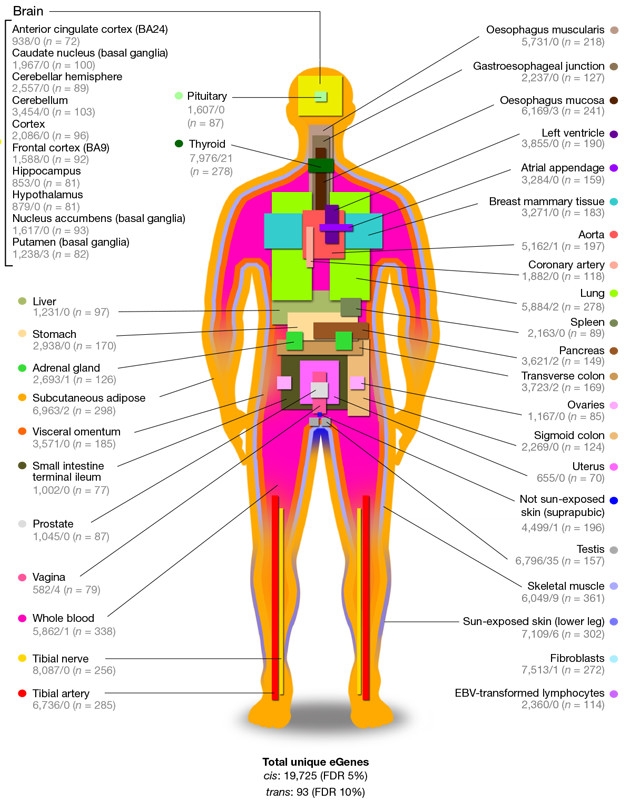 Brain
Anterior cingulate cortex (BA24)
938/0 (n = 72)
Caudate nucleus (basal ganglia)
1,967/0 (n = 100)
Cerebellar hemisphere
2,557/0 (n = 89)
Cerebellum
3,454/0 (n = 103)
Cortex
2,086/0 (n = 96)
Frontal cortex (BA9)
1,588/0 (n = 92)
Hippocampus
853/0 (n = 81)
Hypothalamus
879/0 (n = 81)
Nucleus accumbens (basal ganglia)
1,617/0 (n = 93)
Putamen (basal ganglia)
1,238/3 (n = 82)
Pituitary
1,607/0
(n = 87)
Thyroid
7,976/21
(n = 278)
Liver
1,231/0 (n = 97)
Stomach
2,938/0 (n = 170)
Adrenal gland
2,693/1 (n = 126)
Subcutaneous adipose
6,963/2 (n = 298)
Visceral omentum
3,571/0 (n = 185)
Small intestine
terminal ileum
1,002/0 (n = 77)
Prostate
1,045/0 (n = 87)
Vagina
582/4 (n = 79)
Whole blood
5,862/1 (n = 338)
Tibial nerve
8,087/0 (n = 256)
Tibial artery
6,736/0 (n = 285)
Oesophagus muscularis
5,731/0 (n = 218)
Gastroesophageal junction
2,237/0 (n = 127)
Oesophagus mucosa
6,169/3 (n = 241)
Left ventricle
3,855/0 (n = 190)
Atrial appendage
3,284/0 (n = 159)
Breast mammary tissue
3,271/0 (n = 183)
Aorta
5,162/1 (n = 197)
Coronary artery
1,882/0 (n = 118)
Lung
5,884/2 (n = 278)
Spleen
2,163/0 (n = 89)
Pancreas
3,621/2 (n = 149)
Transverse colon
3,723/2 (n = 169)
Ovaries
1,167/0 (n = 85)
Sigmoid colon
2,269/0 (n = 124)
Uterus
655/0 (n = 70)
Not sun-exposed
skin (suprapubic)
4,499/1 (n = 196)
Testis
6,796/35 (n = 157)
Skeletal muscle
6,049/9 (n = 361)
Sun-exposed skin (lower leg)
7,109/6 (n = 302)
Fibroblasts
7,513/1 (n = 272)
EBV-transformed lymphocytes
2,360/0 (n = 114)
Total unique eGenes
cis: 19,725 (FDR 5%)
trans: 93 (FDR 10%)